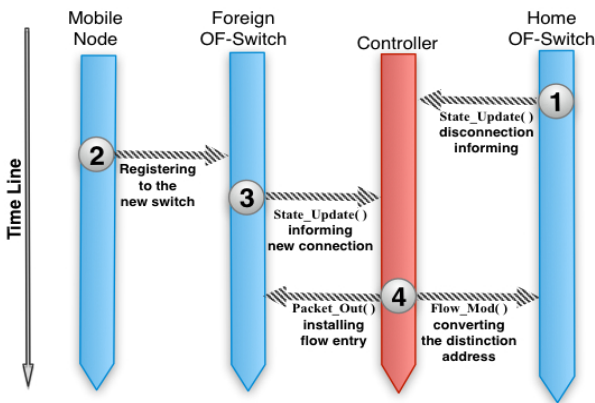 Mobile
Node
Foreign
OF-Switch
Controller
Home
OF-Switch
Time Line
1
State_Update( )
disconnection
informing
2
Registering
to the
new switch
3
State_Update( )
informing
new connection
4
Packet_Out( )
installing
flow entry
Flow_Mod( )
converting
the distinction
address